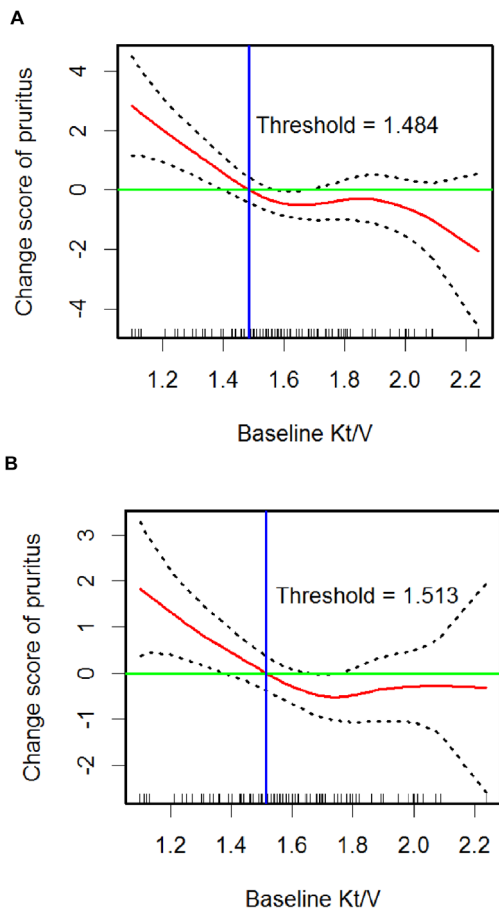 A
Change score of pruritus
4
2
0
-2
-4
Threshold = 1.484
1.2 1.4 1.6 1.8 2.0 2.2
Baseline Kt/V
B
Change score of pruritus
3
2
1
0
-1
-2
Threshold = 1.513
1.2 1.4 1.6 1.8 2.0 2.2
Baseline Kt/V